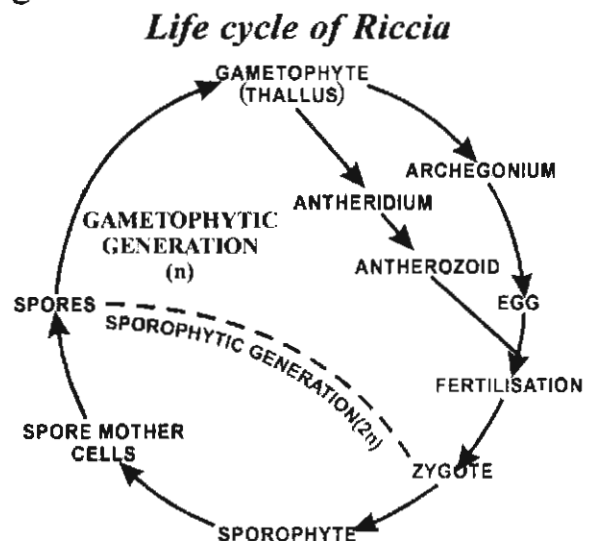 Life cycle of Riccia
GAMETOPHYTE
(THALLUS)
ARCHEGONIUM
ANTHERIDIUM
GAMETOPHYTIC
GENERATION
(n)
ANTHEROZOID
EGG
SPORES
SPOROPHYTIC GENERATION(2n)
FERTILISATION
SPORE MOTHER
CELLS
ZYGOTE
SPOROPHYTE